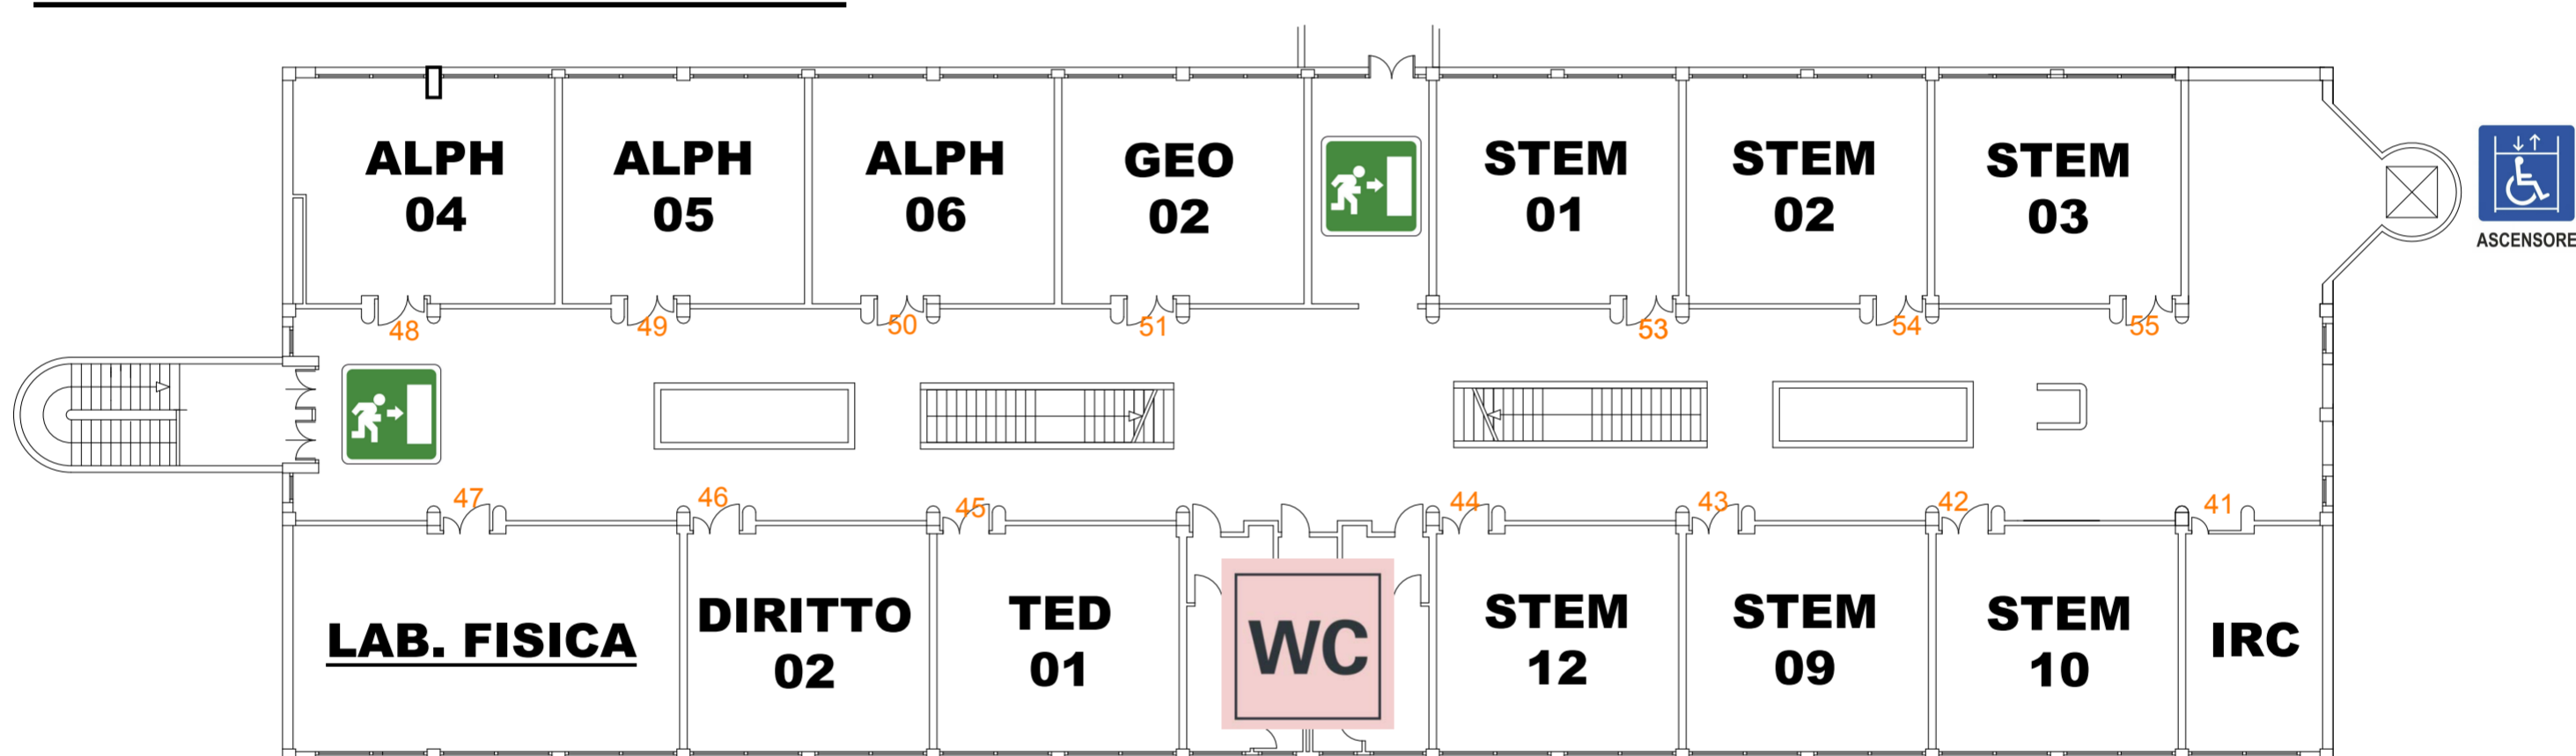 ALPH
04
ALPH
05
ALPH
06
GEO
02
STEM
01
STEM
02
STEM
03
ASCENSORE
48
49
50
51
53
54
55
47
46
45
44
43
42
41
LAB. FISICA
DIRITTO
02
TED
01
WC
STEM
12
STEM
09
STEM
10
IRC